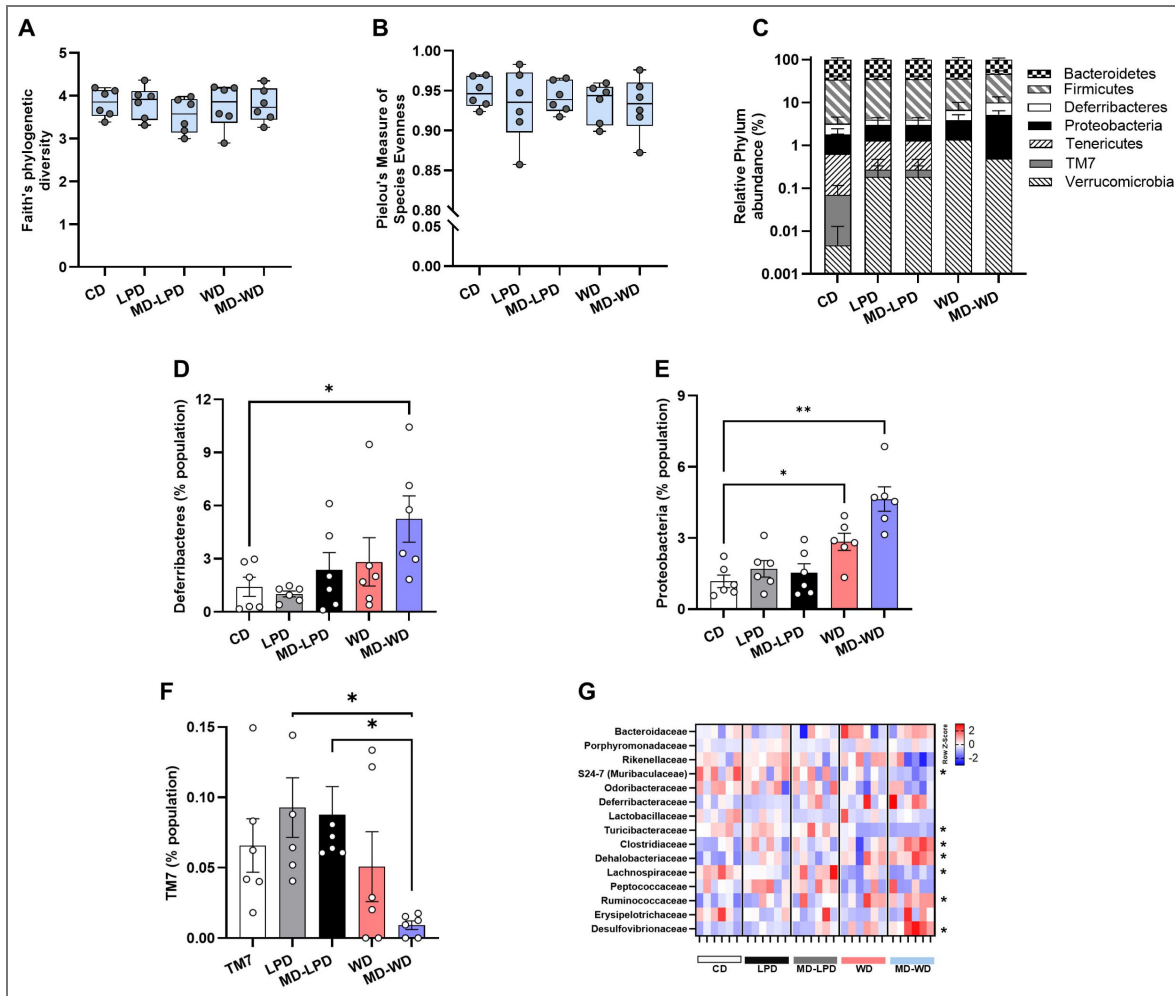 A
Faith's phylogenetic
diversity
5
4
3
2
1
0
CD
LPD
MD-LPD
WD
MD-WD
B
Pielou's Measure of
Species Evenness
1.00
0.95
0.90
0.85
0.80
0.05
0.00
CD
LPD
MD-LPD
WD
MD-WD
C
Relative Phylum
abundance (%)
100
10
1
0.1
0.01
0.001
CD
LPD
MD-LPD
WD
MD-WD
Bacteroidetes
Firmicutes
Deferribacteres
Proteobacteria
Tenericutes
TM7
Verrucomicrobia
D
Deferribacteres (% population)
12
9
6
3
0
*
CD
LPD
MD-LPD
WD
MD-WD
E
Proteobacteria (% population)
9
6
3
0
**
*
CD
LPD
MD-LPD
WD
MD-WD
F
TM7 (% population)
0.15
0.10
0.05
0.00
*
*
TM7
LPD
MD-LPD
WD
MD-WD
G
Bacteroidaceae
Porphyromonadaceae
Rikenellaceae
S24-7 (Muribaculaceae) *
Odoribacteraceae
Deferribacteraceae
Lactobacillaceae
Turicibacteraceae *
Clostridiaceae *
Dehalobacteriaceae *
Lachnospiraceae *
Peptococcaceae
Ruminococcaceae *
Erysipelotrichaceae
Desulfovibrionaceae *
Row Z-Score
2
0
-2
CD
LPD
MD-LPD
WD
MD-WD